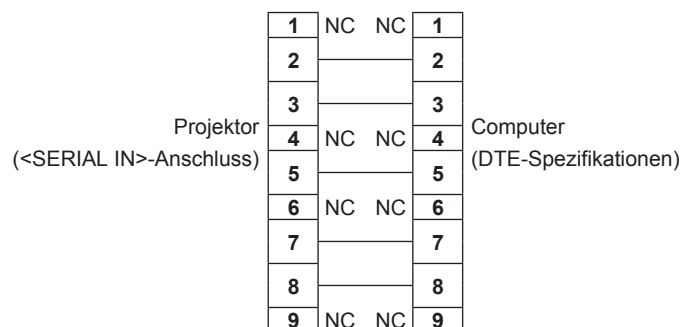 1 NC NC 1
2 2
3 3
Projektor
(<SERIAL IN>-Anschluss)
4 NC NC 4
Computer
(DTE-Spezifikationen)
5 5
6 NC NC 6
7 7
8 8
9 NC NC 9